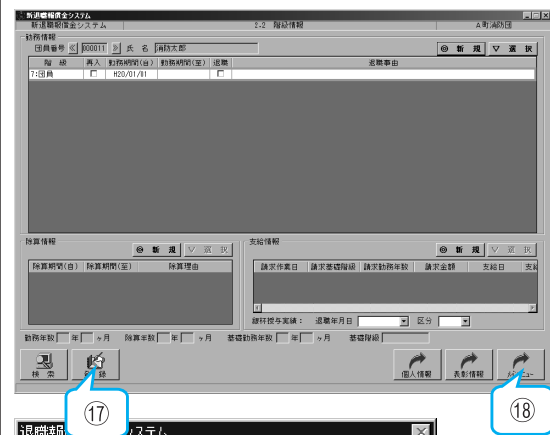 新退職報償金システム
新退職報償金システム 2-2 階級情報 A町消防団
勤務情報
団員番号 ≪ 000011 ≫ 氏 名 消防太郎 ◎ 新 規 ▽ 選 択
階 級 再入 勤務期間(自) 勤務期間(至) 退職 退職事由
7:団員 H20/01/01
除算情報 ◎ 新 規 ▽ 選 択
除算期間(自) 除算期間(至) 除算理由
支給情報 ◎ 新 規 ▽ 選 択
請求作業日 請求基礎階級 請求勤務年数 請求金額 支給日 支給
銀杯授与実績： 退職年月日 区分
勤務年数 年 ヶ月 除算年数 年 ヶ月 基礎勤務年数 年 ヶ月 基礎階級
検 索 登 録 個人情報 表彰情報 メニュー
⑰ ⑱
退職報 システム